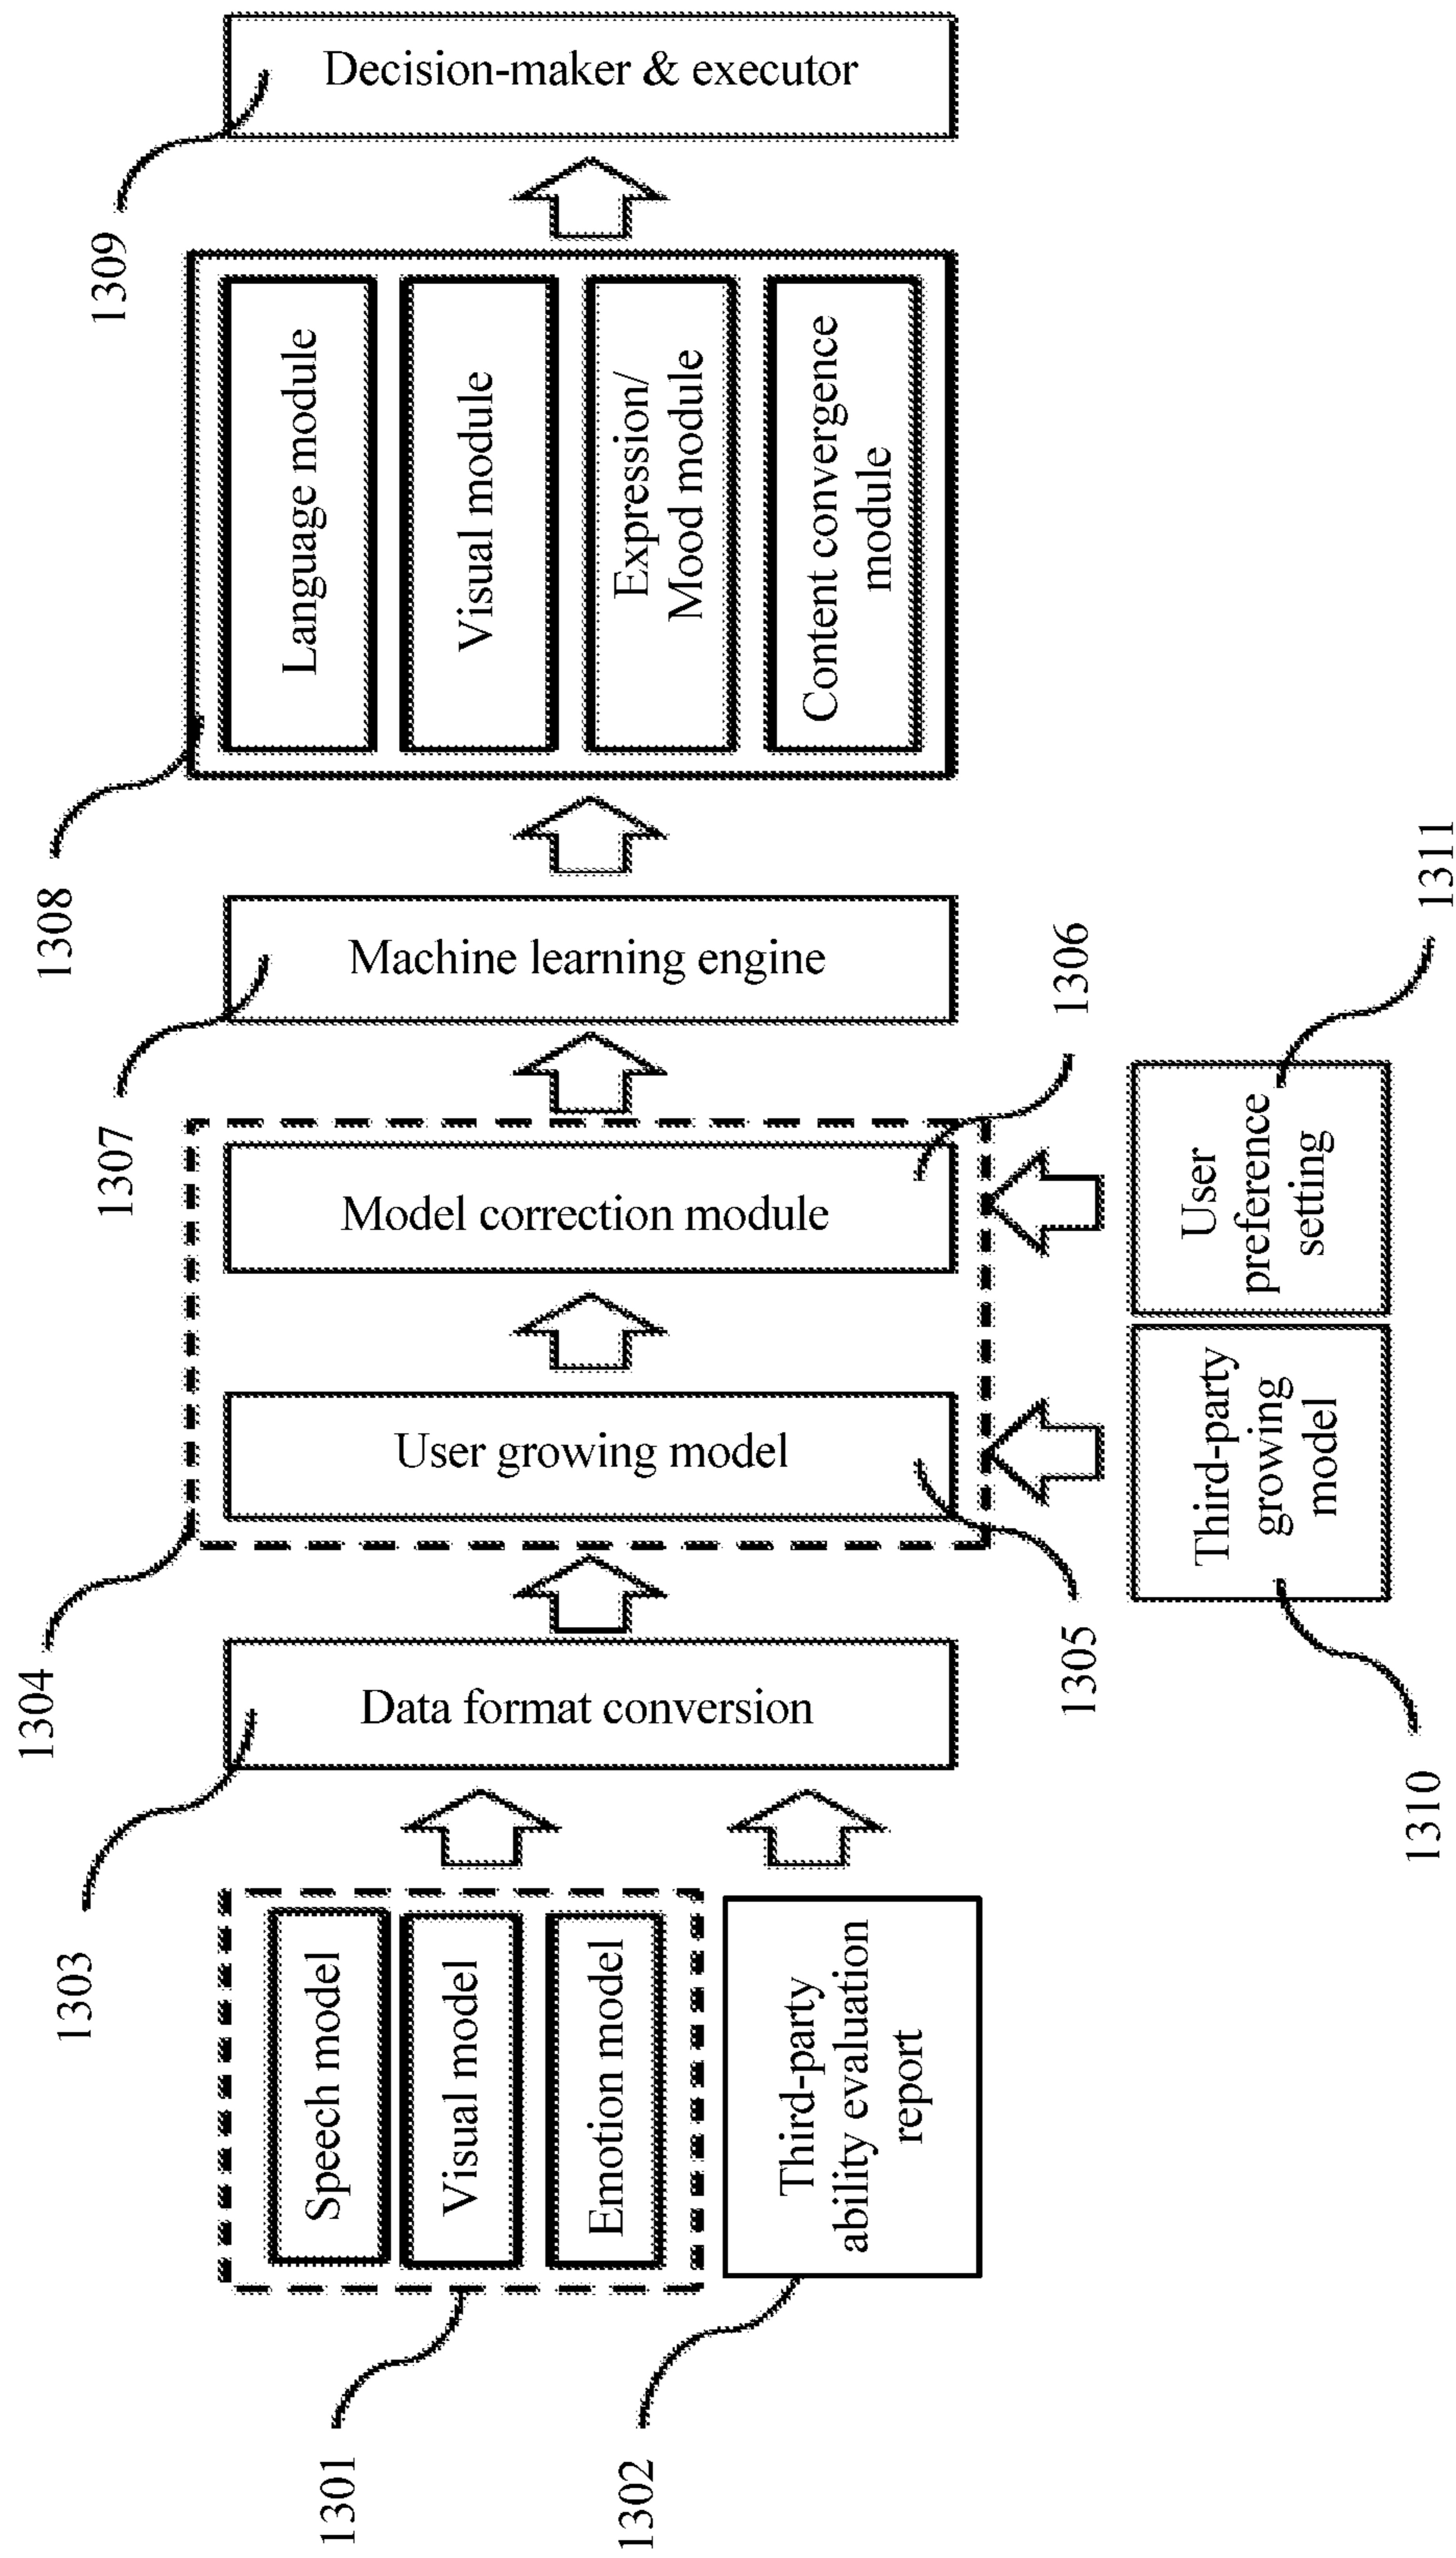 Decision-maker & executor
1309
Language module
Visual module
Expression/
Mood module
Content convergence
module
1308
Machine learning engine
1307
Model correction module
1306
User
preference
setting
1311
User growing model
1305
Third-party
growing
model
1310
1304
Data format conversion
1303
Speech model
Visual model
Emotion model
1301
Third-party
ability evaluation
report
1302